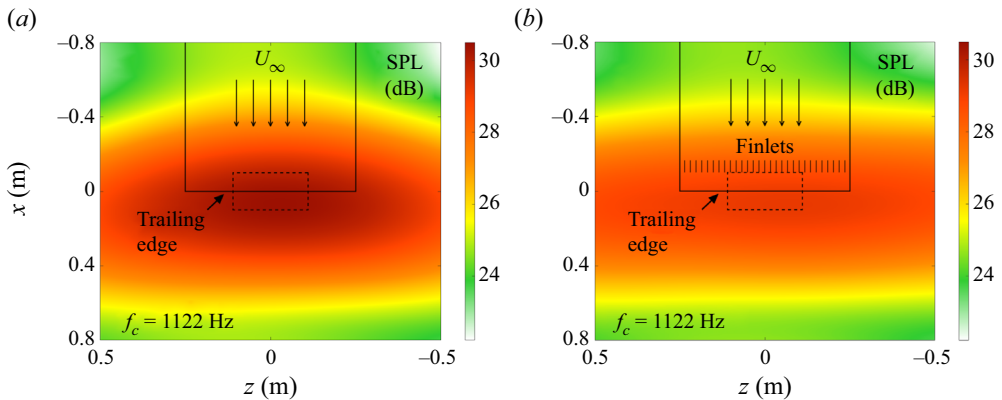 (a)
(b)
–0.8
–0.4
0
0.4
0.8
x (m)
U∞
SPL
(dB)
Trailing
edge
f_c = 1122 Hz
0.5
0
–0.5
z (m)
30
28
26
24
–0.8
–0.4
0
0.4
0.8
U∞
SPL
(dB)
Finlets
Trailing
edge
f_c = 1122 Hz
0.5
0
–0.5
z (m)
30
28
26
24